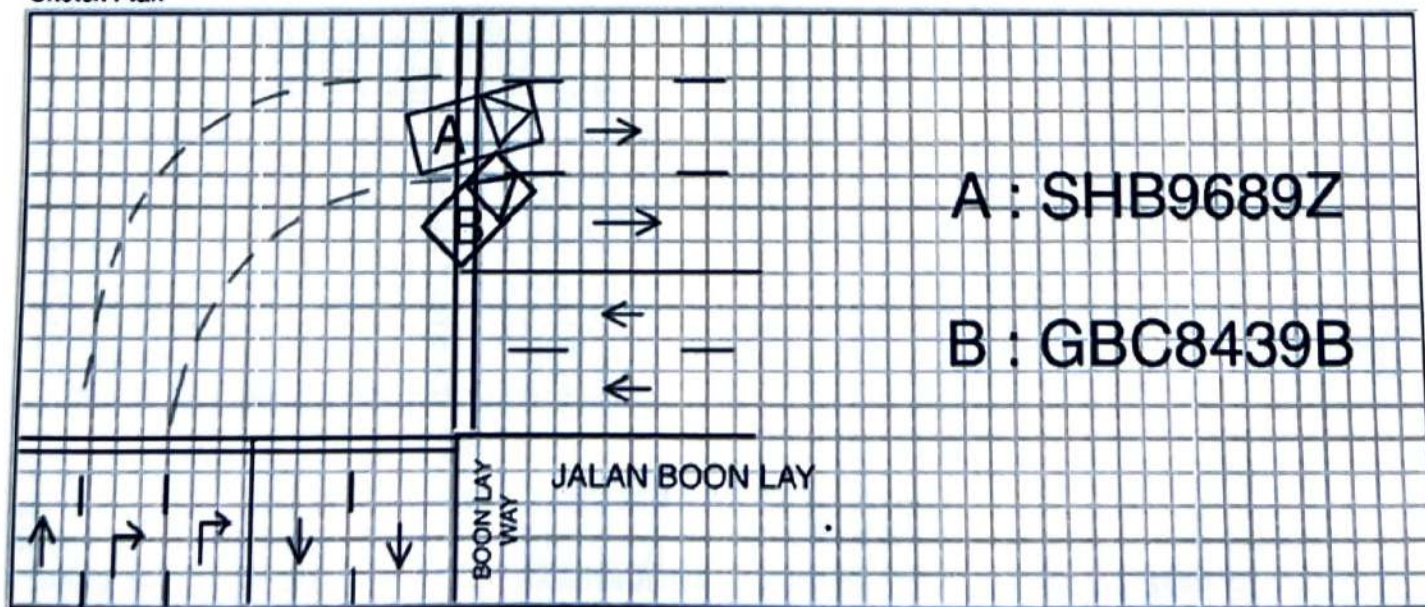 A
A : SHB9689Z
B
B : GBC8439B
JALAN BOON LAY
BOON LAY
WAY